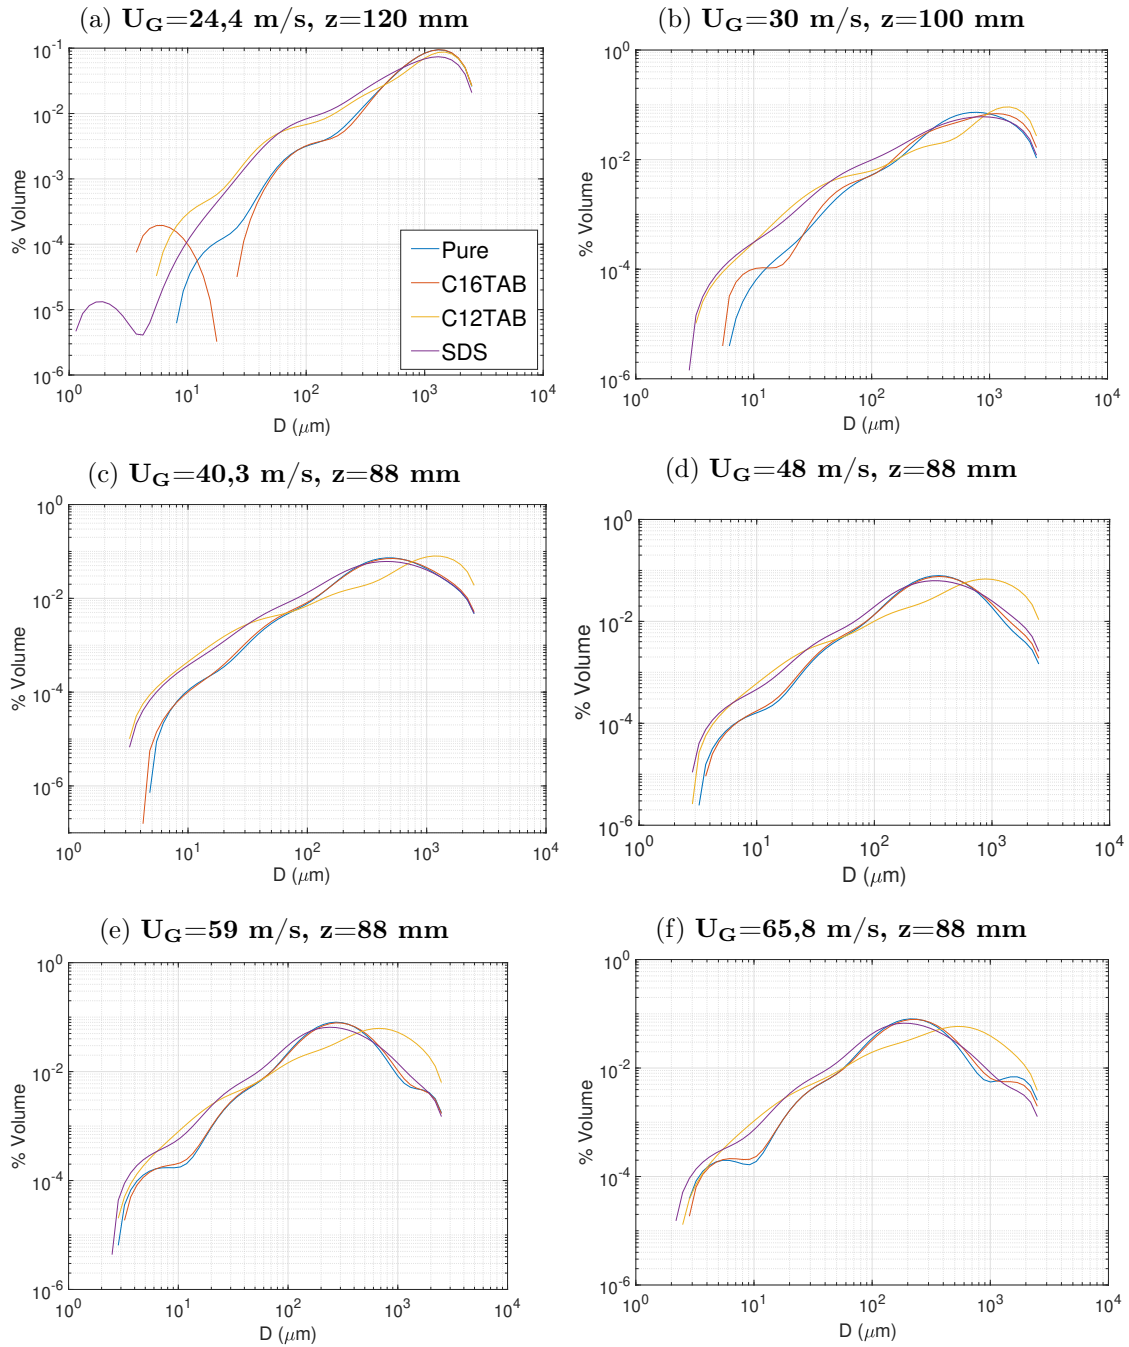 (a) U_G=24,4 m/s, z=120 mm
10^-1
10^-2
10^-3
10^-4
10^-5
10^-6
% Volume
Pure
C16TAB
C12TAB
SDS
10^0 10^1 10^2 10^3 10^4
D (μm)
(b) U_G=30 m/s, z=100 mm
10^0
10^-2
10^-4
10^-6
% Volume
10^0 10^1 10^2 10^3 10^4
D (μm)
(c) U_G=40,3 m/s, z=88 mm
10^0
10^-2
10^-4
10^-6
% Volume
10^0 10^1 10^2 10^3 10^4
D (μm)
(d) U_G=48 m/s, z=88 mm
10^0
10^-2
10^-4
10^-6
% Volume
10^0 10^1 10^2 10^3 10^4
D (μm)
(e) U_G=59 m/s, z=88 mm
10^0
10^-2
10^-4
10^-6
% Volume
10^0 10^1 10^2 10^3 10^4
D (μm)
(f) U_G=65,8 m/s, z=88 mm
10^0
10^-2
10^-4
10^-6
% Volume
10^0 10^1 10^2 10^3 10^4
D (μm)